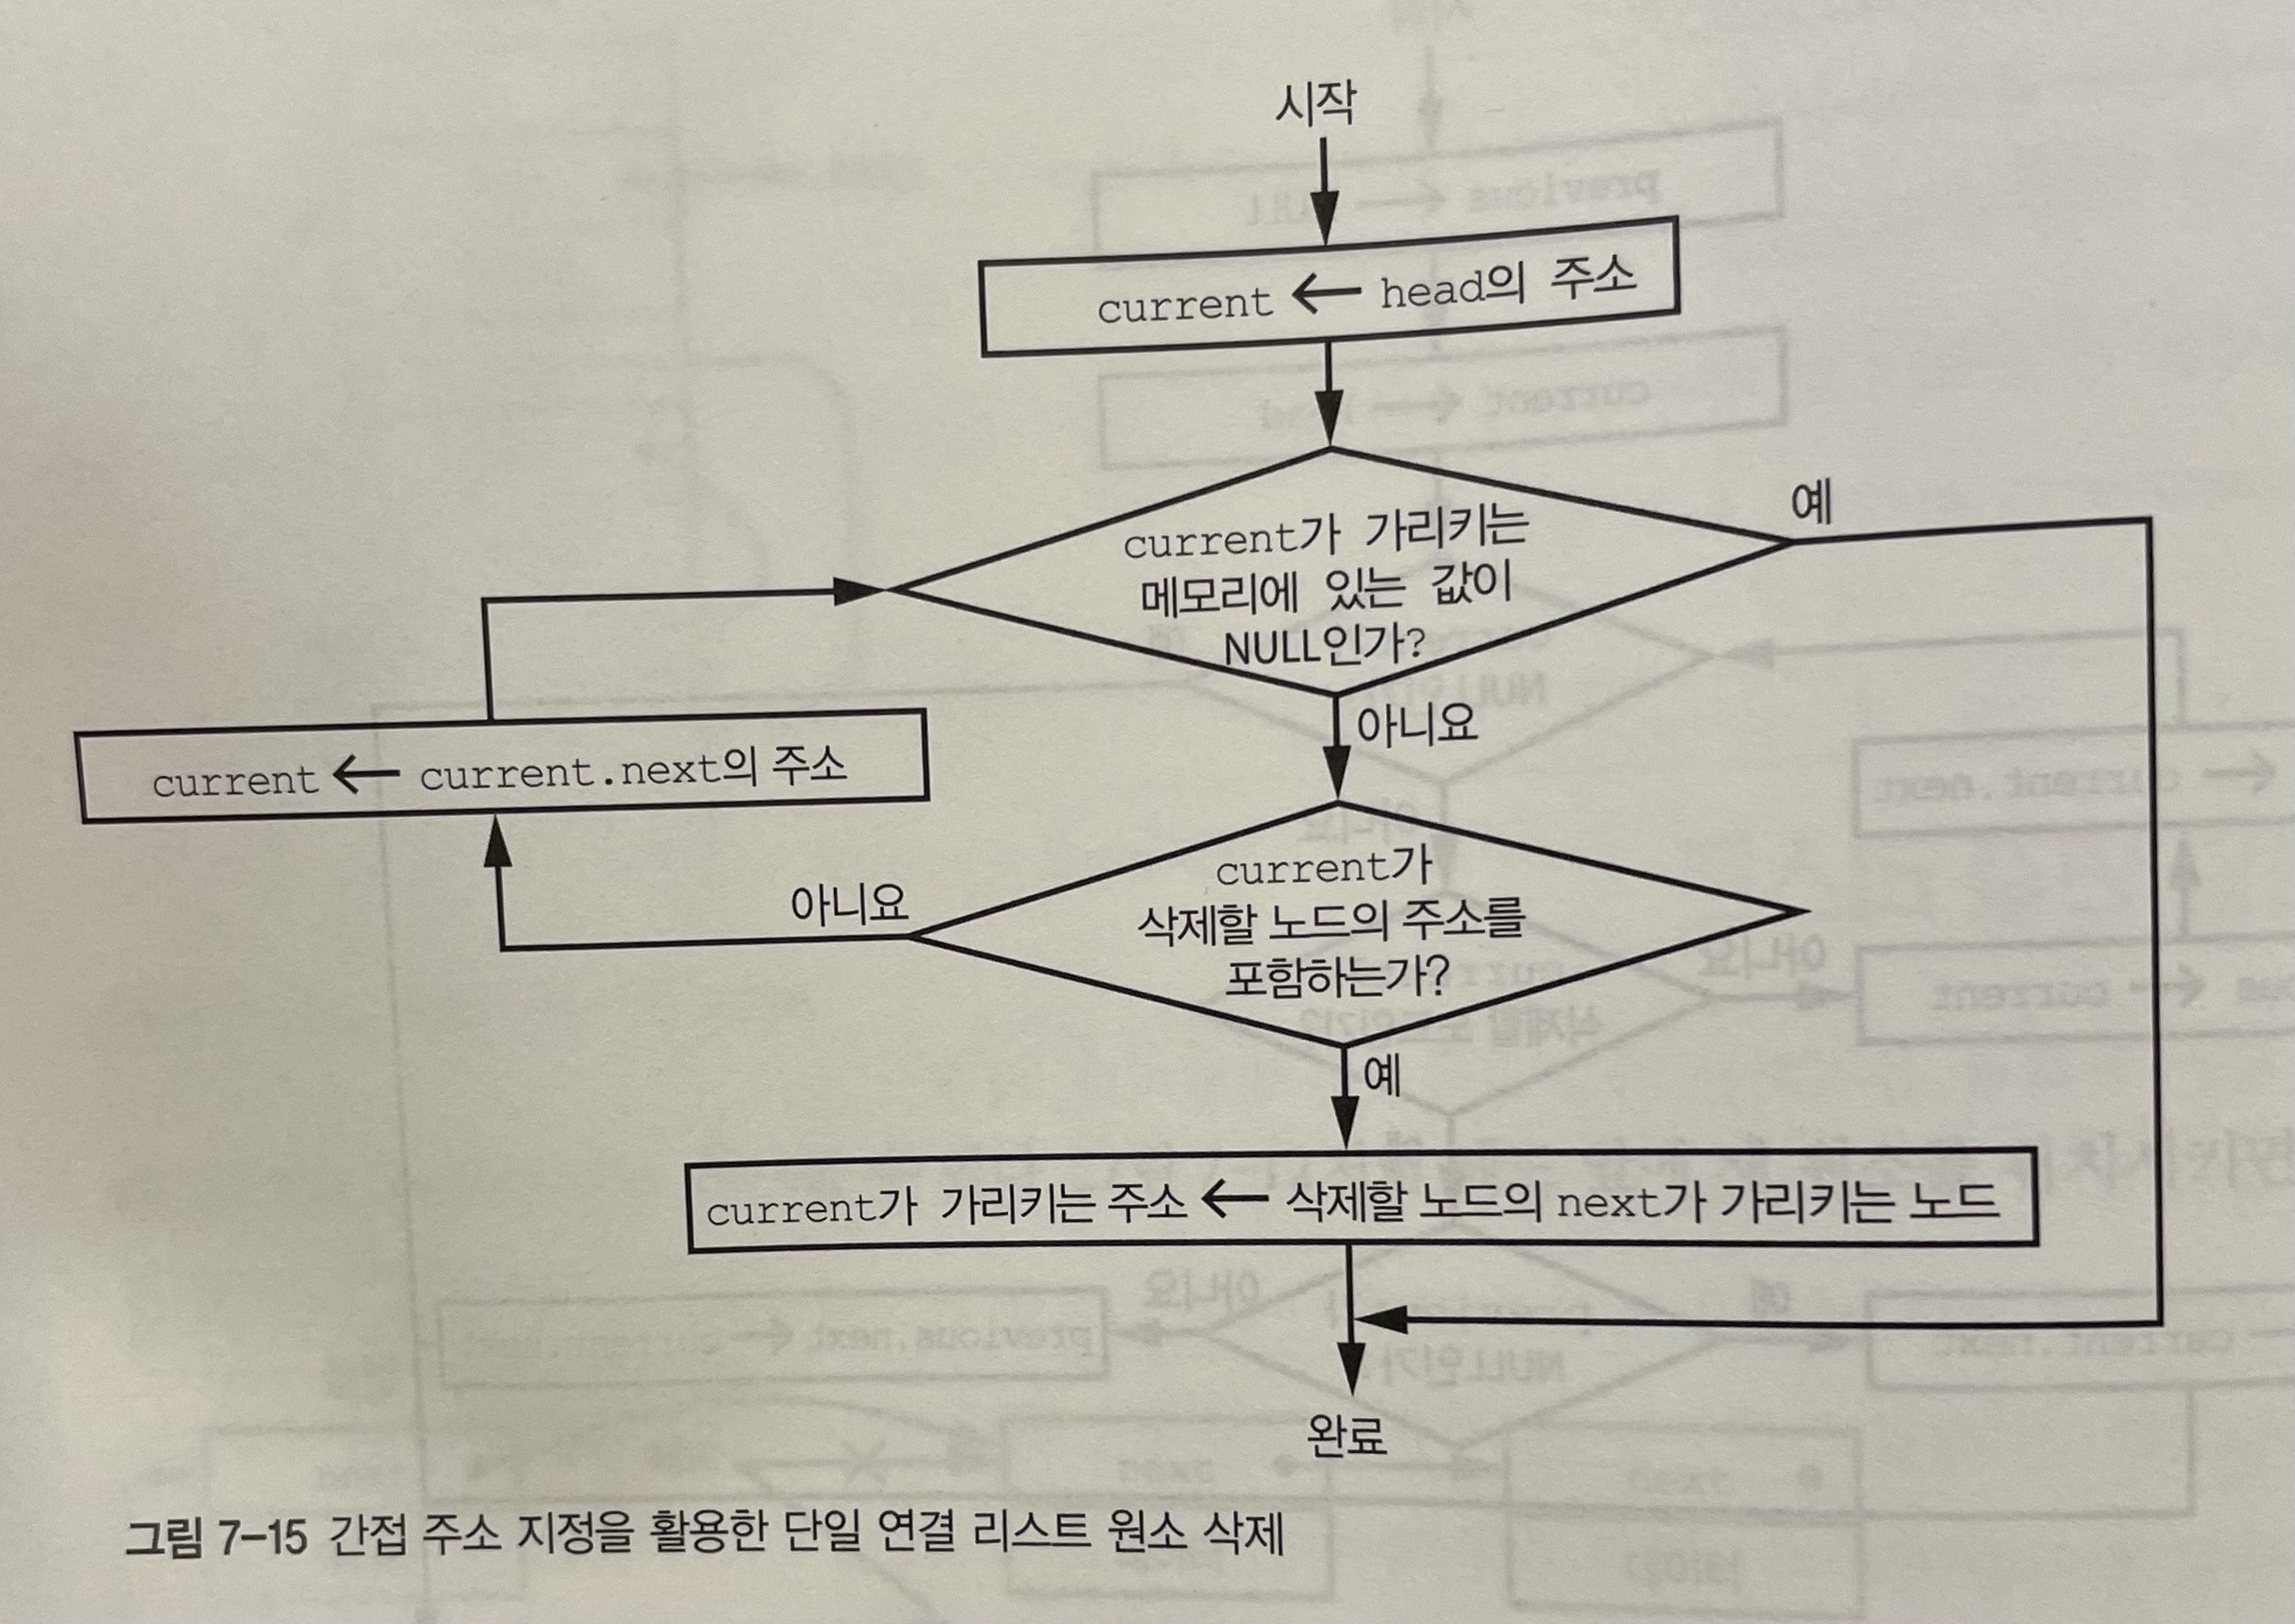 시작
current ← head의 주소
예
current가 가리키는
메모리에 있는 값이
NULL인가?
아니요
current ← current.next의 주소
current가
삭제할 노드의 주소를
포함하는가?
아니요
예
current가 가리키는 주소 ← 삭제할 노드의 next가 가리키는 노드
완료
그림 7-15 간접 주소 지정을 활용한 단일 연결 리스트 원소 삭제